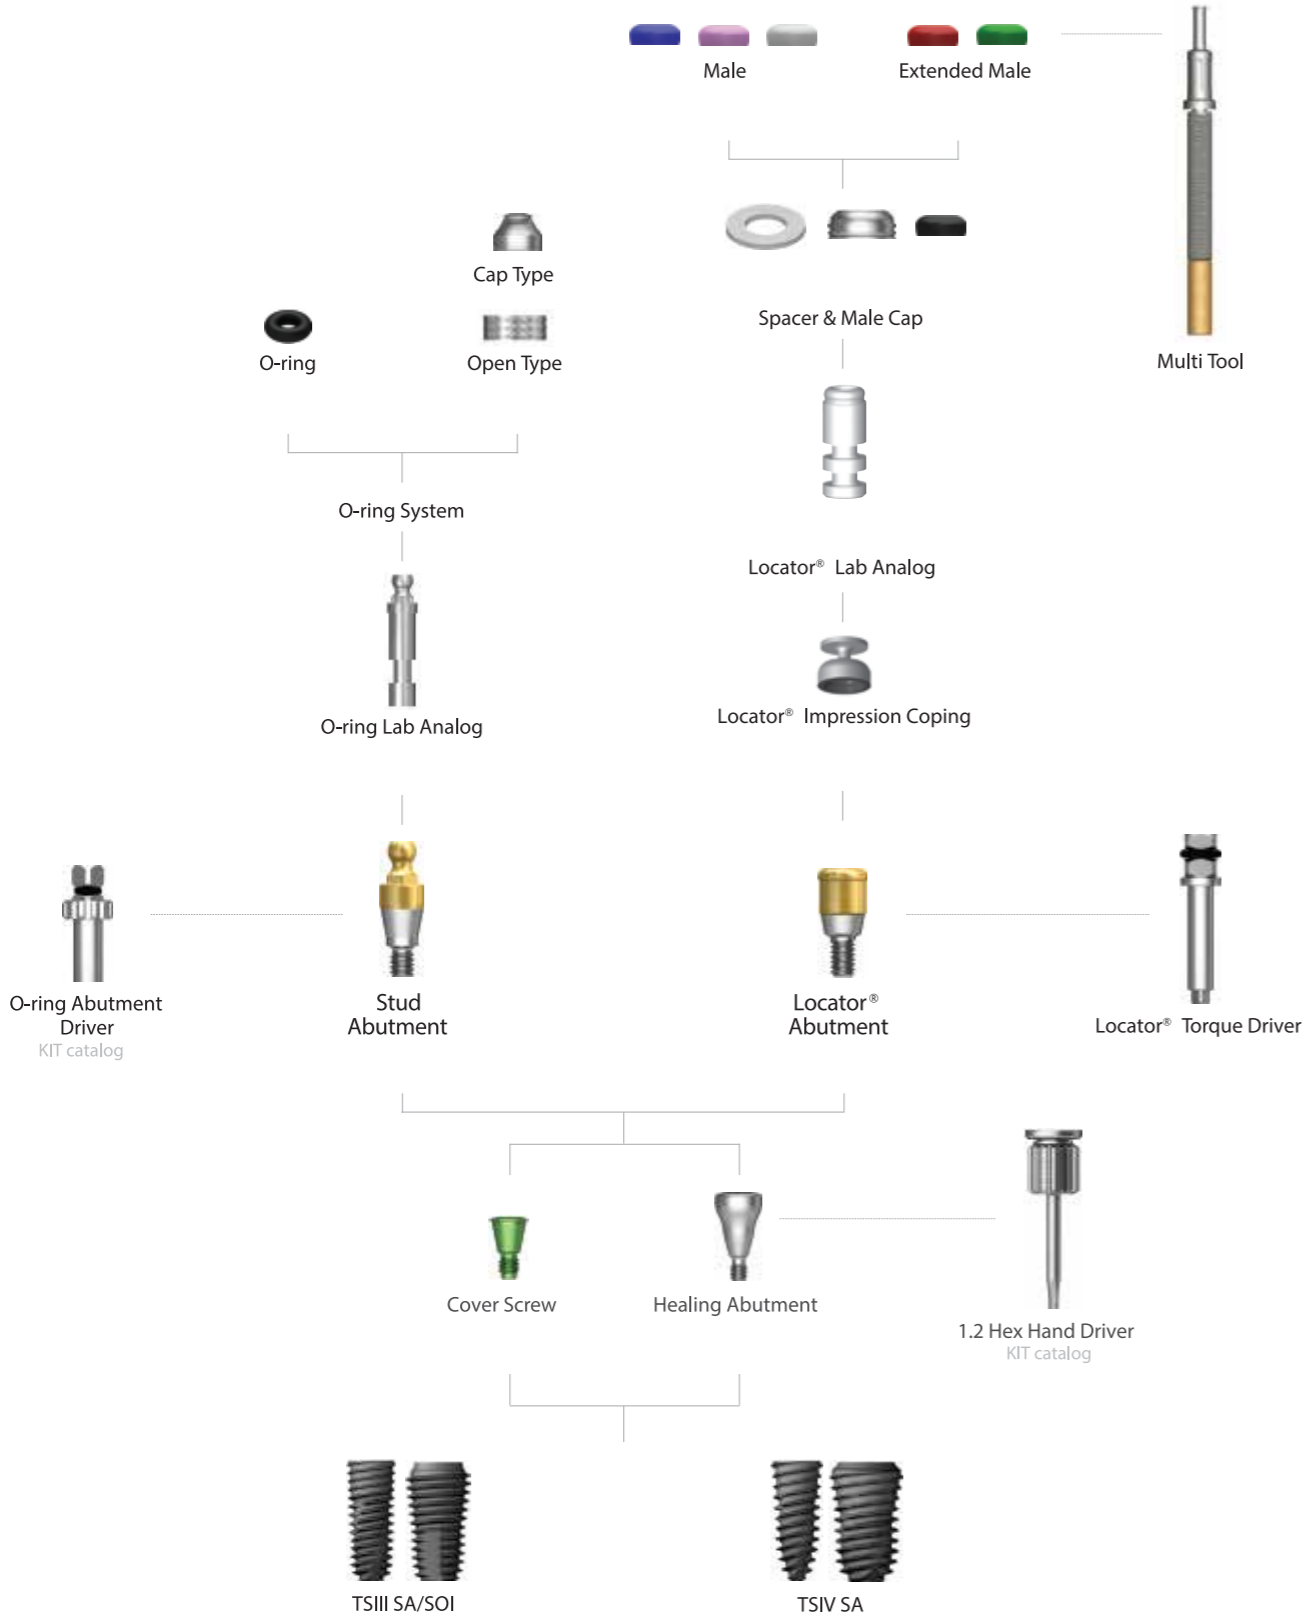 Male
Extended Male
Cap Type
Spacer & Male Cap
O-ring
Open Type
Multi Tool
O-ring System
Locator® Lab Analog
Locator® Impression Coping
O-ring Lab Analog
O-ring Abutment
Driver
KIT catalog
Stud
Abutment
Locator®
Abutment
Locator® Torque Driver
Cover Screw
Healing Abutment
1.2 Hex Hand Driver
KIT catalog
TSIII SA/SOI
TSIV SA